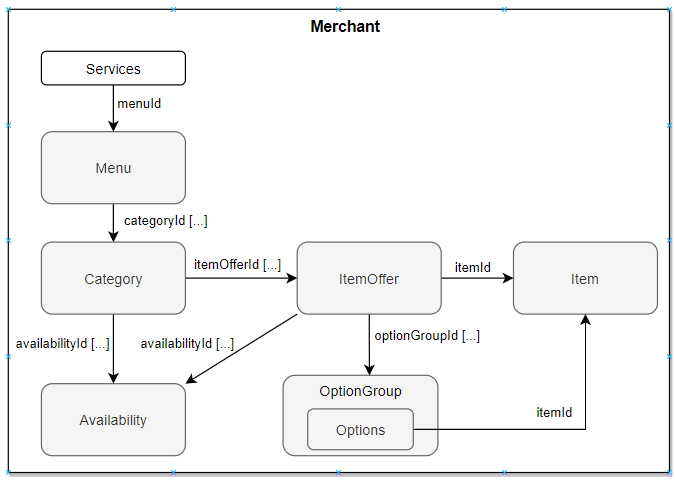 Merchant
Services
menuId
Menu
categoryId [...]
Category
itemOfferId [...]
ItemOffer
itemId
Item
availabilityId [...]
availabilityId [...]
optionGroupId [...]
Availability
OptionGroup
Options
itemId